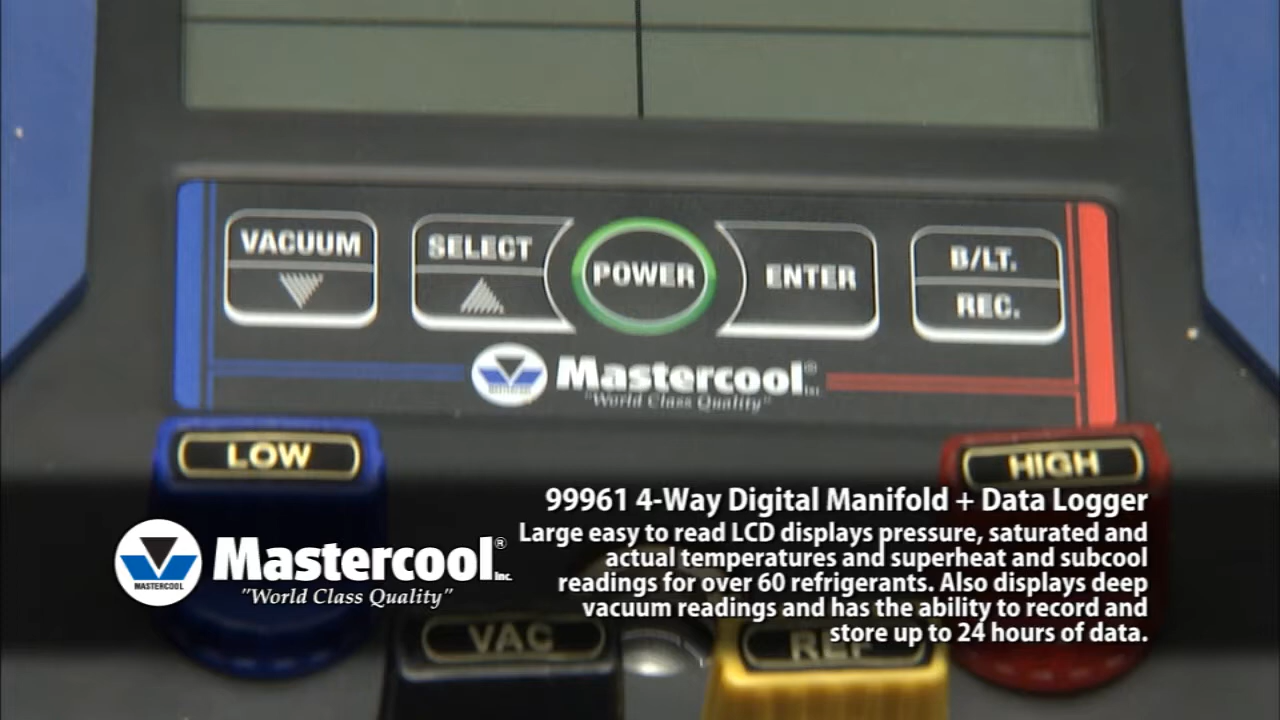 VACUUM
SELECT
POWER
ENTER
B/LT.
REC.
Mastercool®
"World Class Quality"
LOW
HIGH
99961 4-Way Digital Manifold + Data Logger
Large easy to read LCD displays pressure, saturated and
actual temperatures and superheat and subcool
readings for over 60 refrigerants. Also displays deep
vacuum readings and has the ability to record and
store up to 24 hours of data.
MASTERCOOL
Mastercool® Inc.
"World Class Quality"
VAC
REF